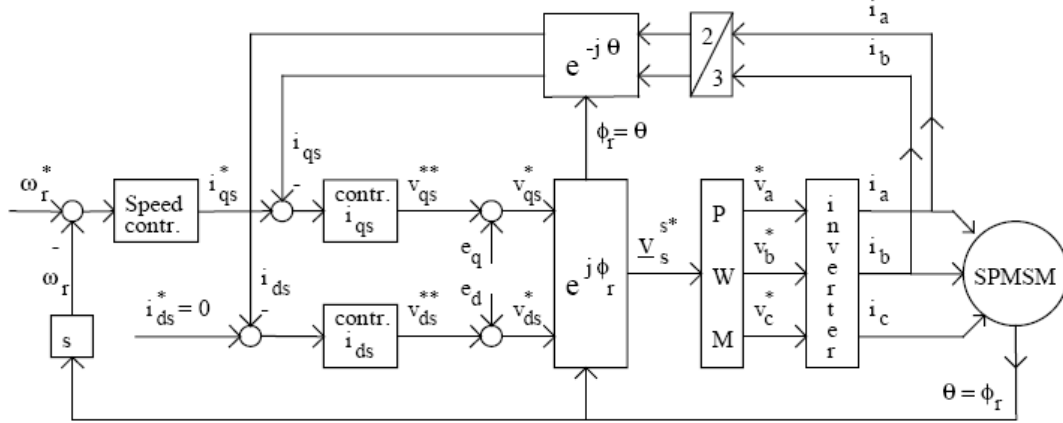 i_a
i_b
2
3
e^{-jθ}
ϕ_r = θ
i_qs
ω_r^*
-
ω_r
Speed
contr.
i_qs^*
-
contr.
i_qs
v_qs^**
v_qs^*
e_q
e_d
e^{jϕ_r}
v_s^{s*}
P
W
M
v_a^*
v_b^*
v_c^*
inverter
i_a
i_b
i_c
SPMSM
s
i_ds^* = 0
i_ds
-
contr.
i_ds
v_ds^**
v_ds^*
θ = ϕ_r